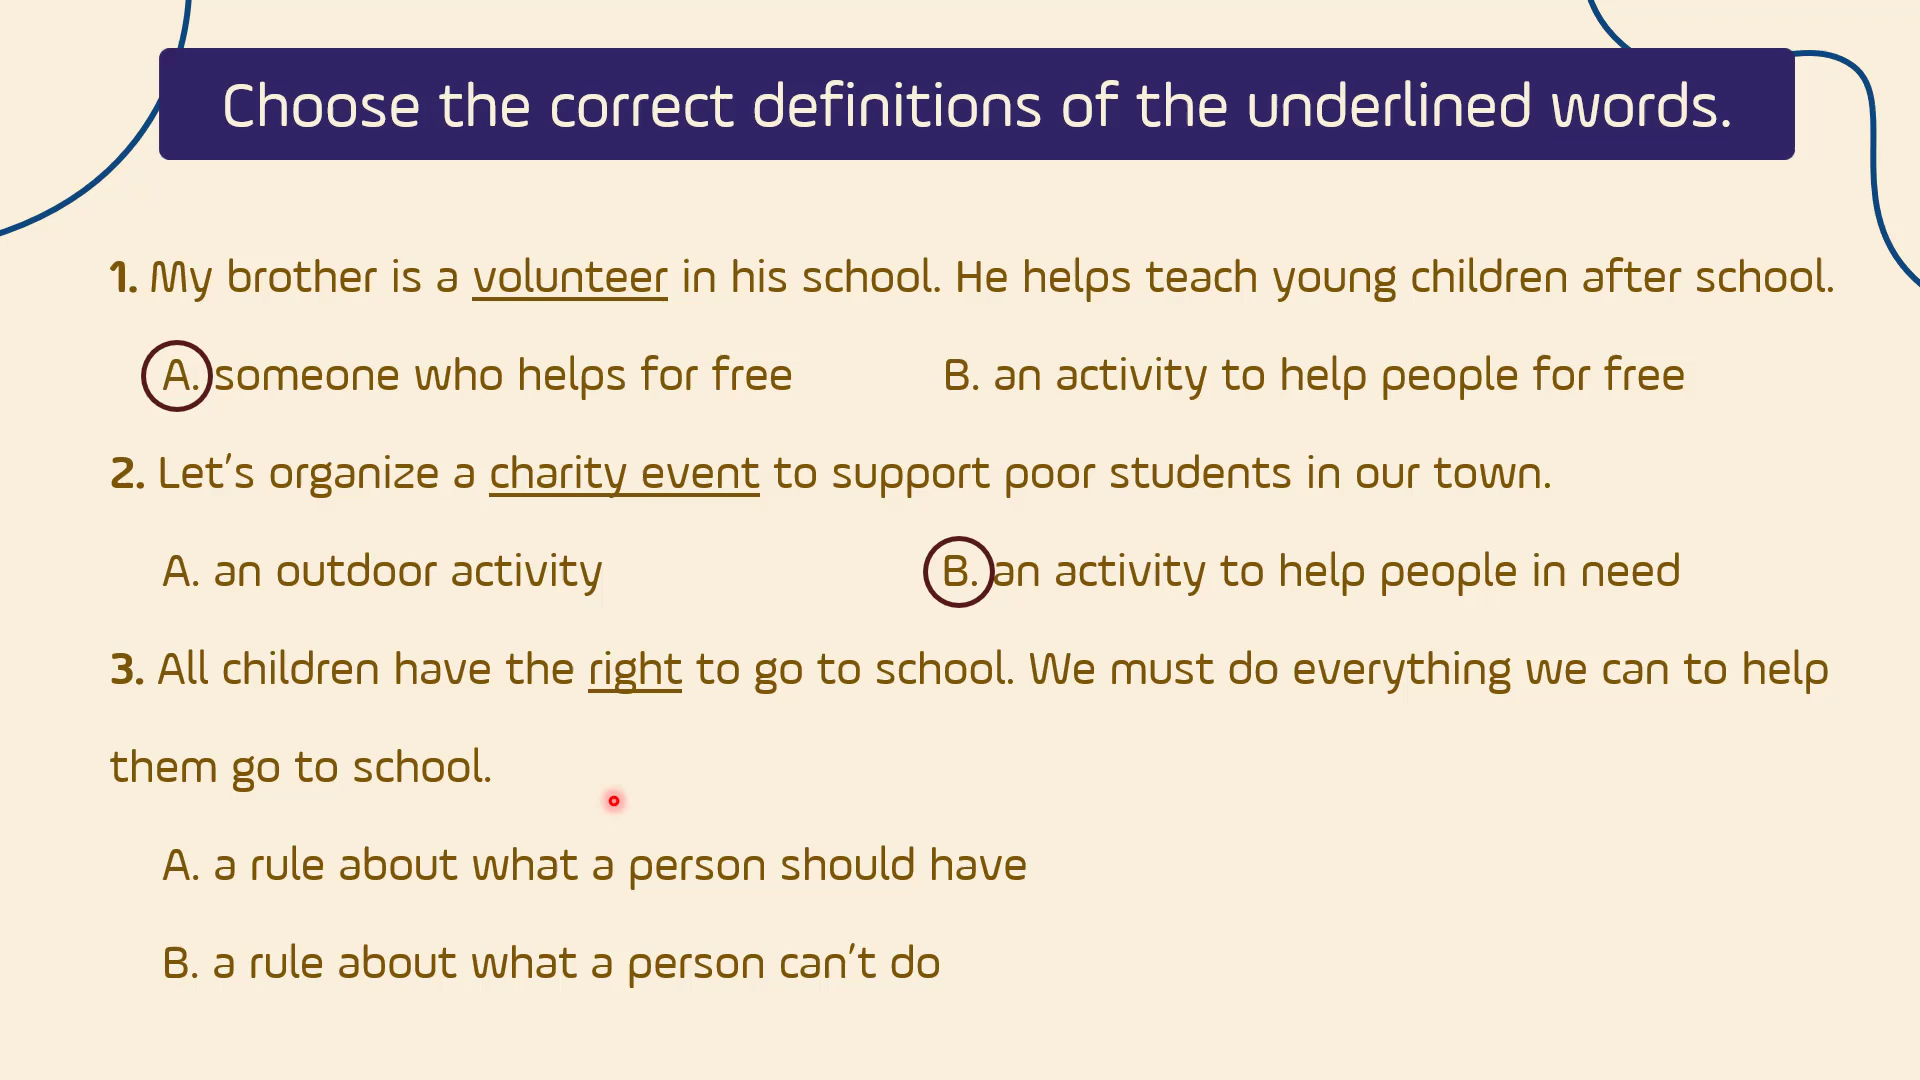 Choose the correct definitions of the underlined words.
1. My brother is a volunteer in his school. He helps teach young children after school.
A. someone who helps for free B. an activity to help people for free
2. Let's organize a charity event to support poor students in our town.
A. an outdoor activity B. an activity to help people in need
3. All children have the right to go to school. We must do everything we can to help
them go to school.
A. a rule about what a person should have
B. a rule about what a person can't do